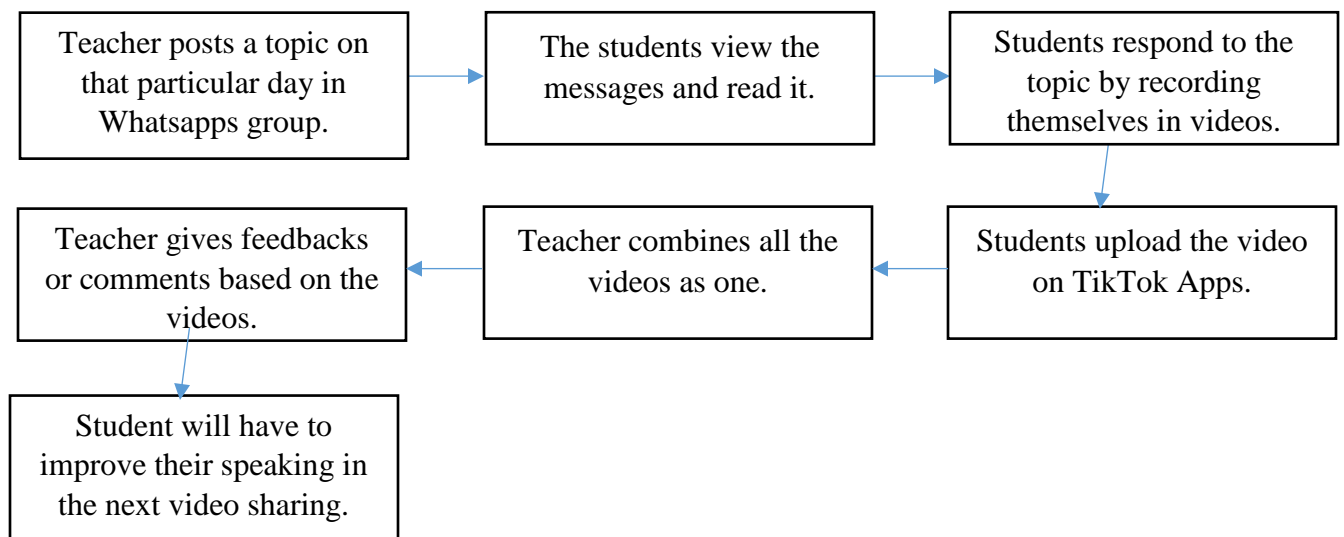 Teacher posts a topic on
that particular day in
Whatsapps group.
The students view the
messages and read it.
Students respond to the
topic by recording
themselves in videos.
Students upload the video
on TikTok Apps.
Teacher combines all the
videos as one.
Teacher gives feedbacks
or comments based on the
videos.
Student will have to
improve their speaking in
the next video sharing.